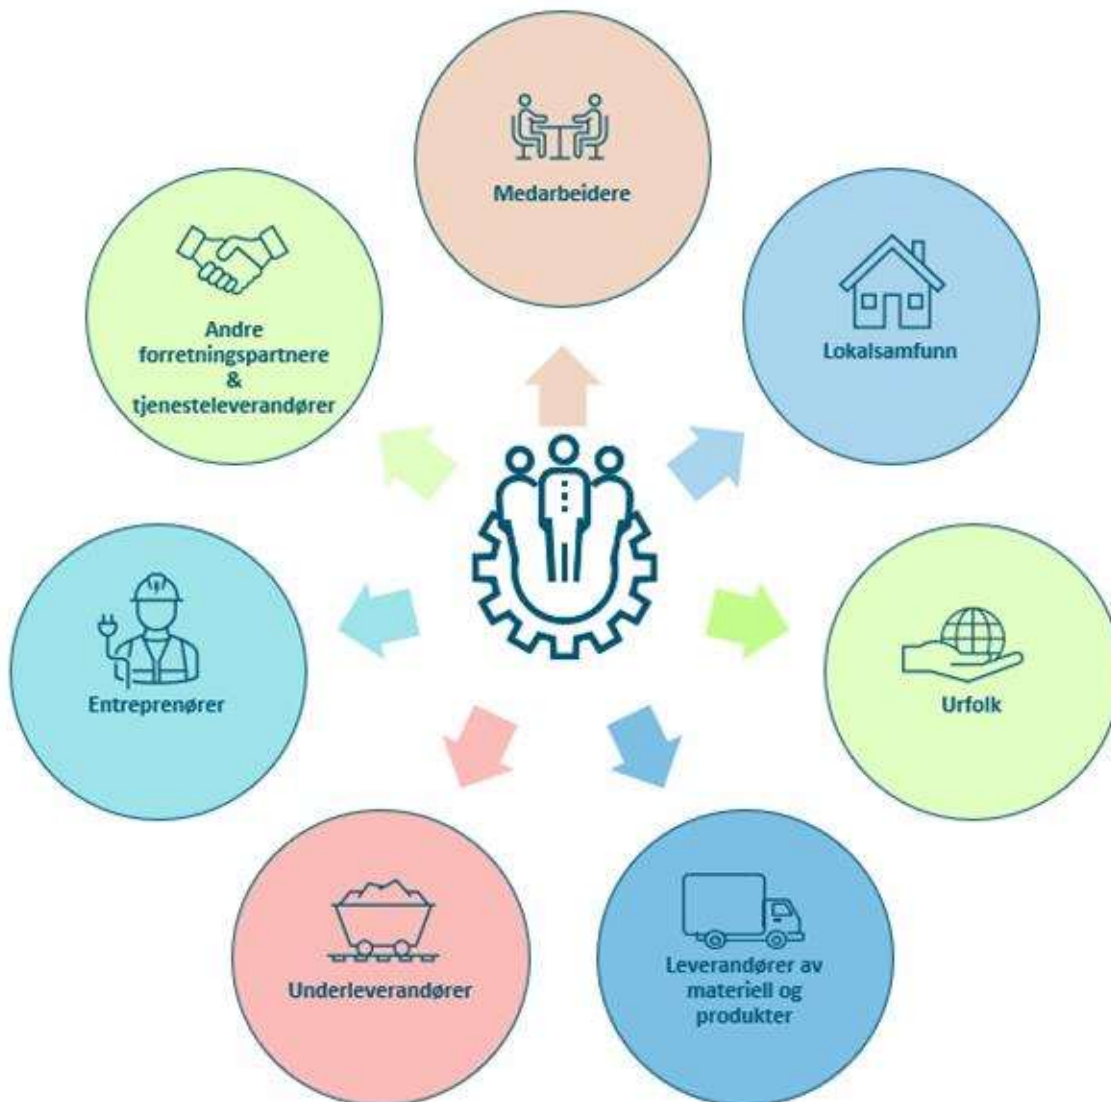 Medarbeidere
Lokalsamfunn
Urfolk
Leverandører av
materiell og
produkter
Underleverandører
Entreprenører
Andre
forretningspartnere
&
tjenesteleverandører